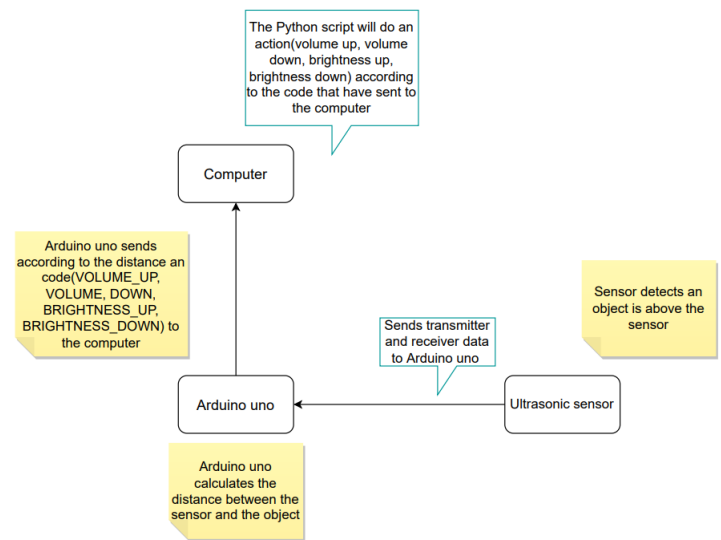 The Python script will do an
action(volume up, volume
down, brightness up,
brightness down) according
to the code that have sent to
the computer
Computer
Arduino uno sends
according to the distance an
code(VOLUME_UP,
VOLUME, DOWN,
BRIGHTNESS_UP,
BRIGHTNESS_DOWN) to
the computer
Sensor detects an
object is above the
sensor
Sends transmitter
and receiver data
to Arduino uno
Arduino uno
Ultrasonic sensor
Arduino uno
calculates the
distance between the
sensor and the object